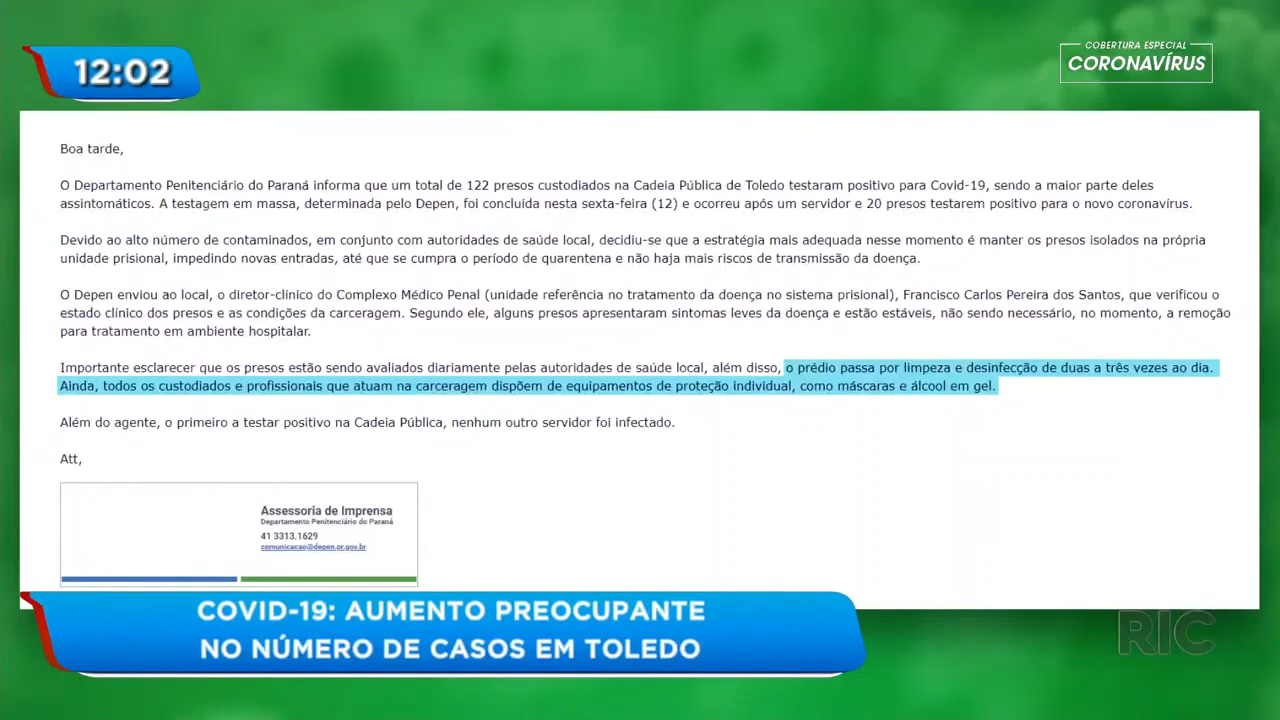 12:02
COBERTURA ESPECIAL
CORONAVÍRUS
Boa tarde,
O Departamento Penitenciário do Paraná informa que um total de 122 presos custodiados na Cadeia Pública de Toledo testaram positivo para Covid-19, sendo a maior parte deles
assintomáticos. A testagem em massa, determinada pelo Depen, foi concluída nesta sexta-feira (12) e ocorreu após um servidor e 20 presos testarem positivo para o novo coronavírus.
Devido ao alto número de contaminados, em conjunto com autoridades de saúde local, decidiu-se que a estratégia mais adequada nesse momento é manter os presos isolados na própria
unidade prisional, impedindo novas entradas, até que se cumpra o período de quarentena e não haja mais riscos de transmissão da doença.
O Depen enviou ao local, o diretor-clínico do Complexo Médico Penal (unidade referência no tratamento da doença no sistema prisional), Francisco Carlos Pereira dos Santos, que verificou o
estado clínico dos presos e as condições da carceragem. Segundo ele, alguns presos apresentaram sintomas leves da doença e estão estáveis, não sendo necessário, no momento, a remoção
para tratamento em ambiente hospitalar.
Importante esclarecer que os presos estão sendo avaliados diariamente pelas autoridades de saúde local, além disso, o prédio passa por limpeza e desinfecção de duas a três vezes ao dia.
Ainda, todos os custodiados e profissionais que atuam na carceragem dispõem de equipamentos de proteção individual, como máscaras e álcool em gel.
Além do agente, o primeiro a testar positivo na Cadeia Pública, nenhum outro servidor foi infectado.
Att,
Assessoria de Imprensa
Departamento Penitenciário do Paraná
41 3313.1629
comunicacao@depen.pr.gov.br
COVID-19: AUMENTO PREOCUPANTE
NO NÚMERO DE CASOS EM TOLEDO
RIC